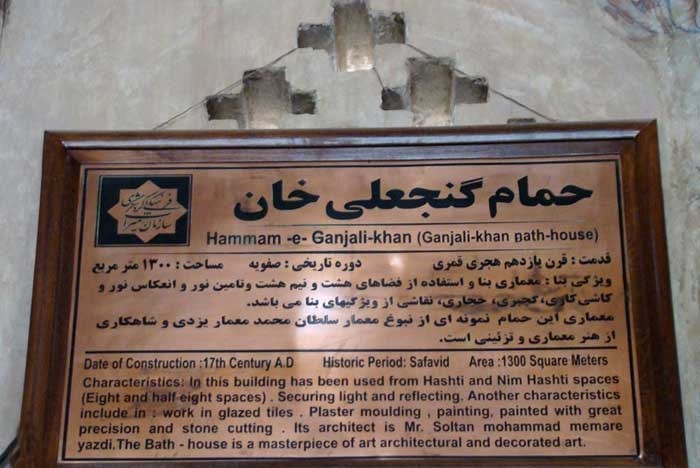 حمام گنجعلی خان
Hammam -e- Ganjali-khan (Ganjali-khan bath-house)
قدمت : قرن یازدهم هجری قمری دوره تاریخی : صفویه مساحت : ۱۳۰۰ متر مربع
ویژگی بنا : معماری بنا و استفاده از فضاهای هشت و نیم هشت وتامین نور و انعکاس نور و
کاشی کاری، گچبری، حجاری، نقاشی از ویژگیهای بنا می باشد.
معماری این حمام نمونه ای از نبوغ معمار سلطان محمد معمار یزدی و شاهکاری
از هنر معماری و تزئینی است.
Date of Construction :17th Century A.D Historic Period: Safavid Area :1300 Square Meters
Characteristics: In this building has been used from Hashti and Nim Hashti spaces
(Eight and half eight spaces) . Securing light and reflecting. Another characteristics
include in : work in glazed tiles . Plaster moulding , painting, painted with great
precision and stone cutting . Its architect is Mr. Soltan mohammad memare
yazdi.The Bath - house is a masterpiece of art architectural and decorated art.